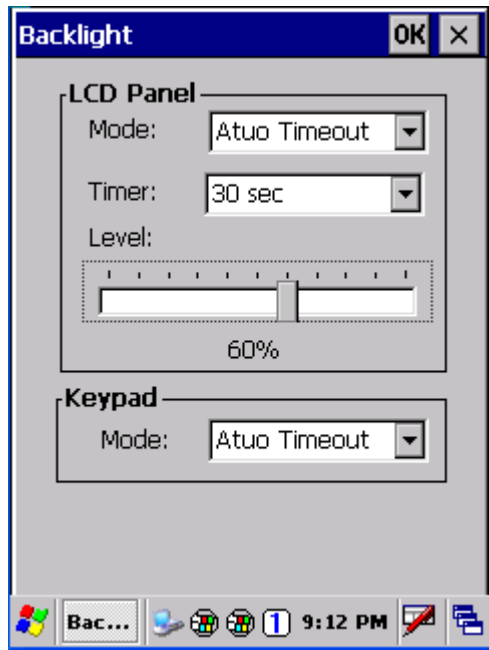 Backlight OK ×
LCD Panel
Mode: Atuo Timeout
Timer: 30 sec
Level:
60%
Keypad
Mode: Atuo Timeout
Bac... 1 9:12 PM